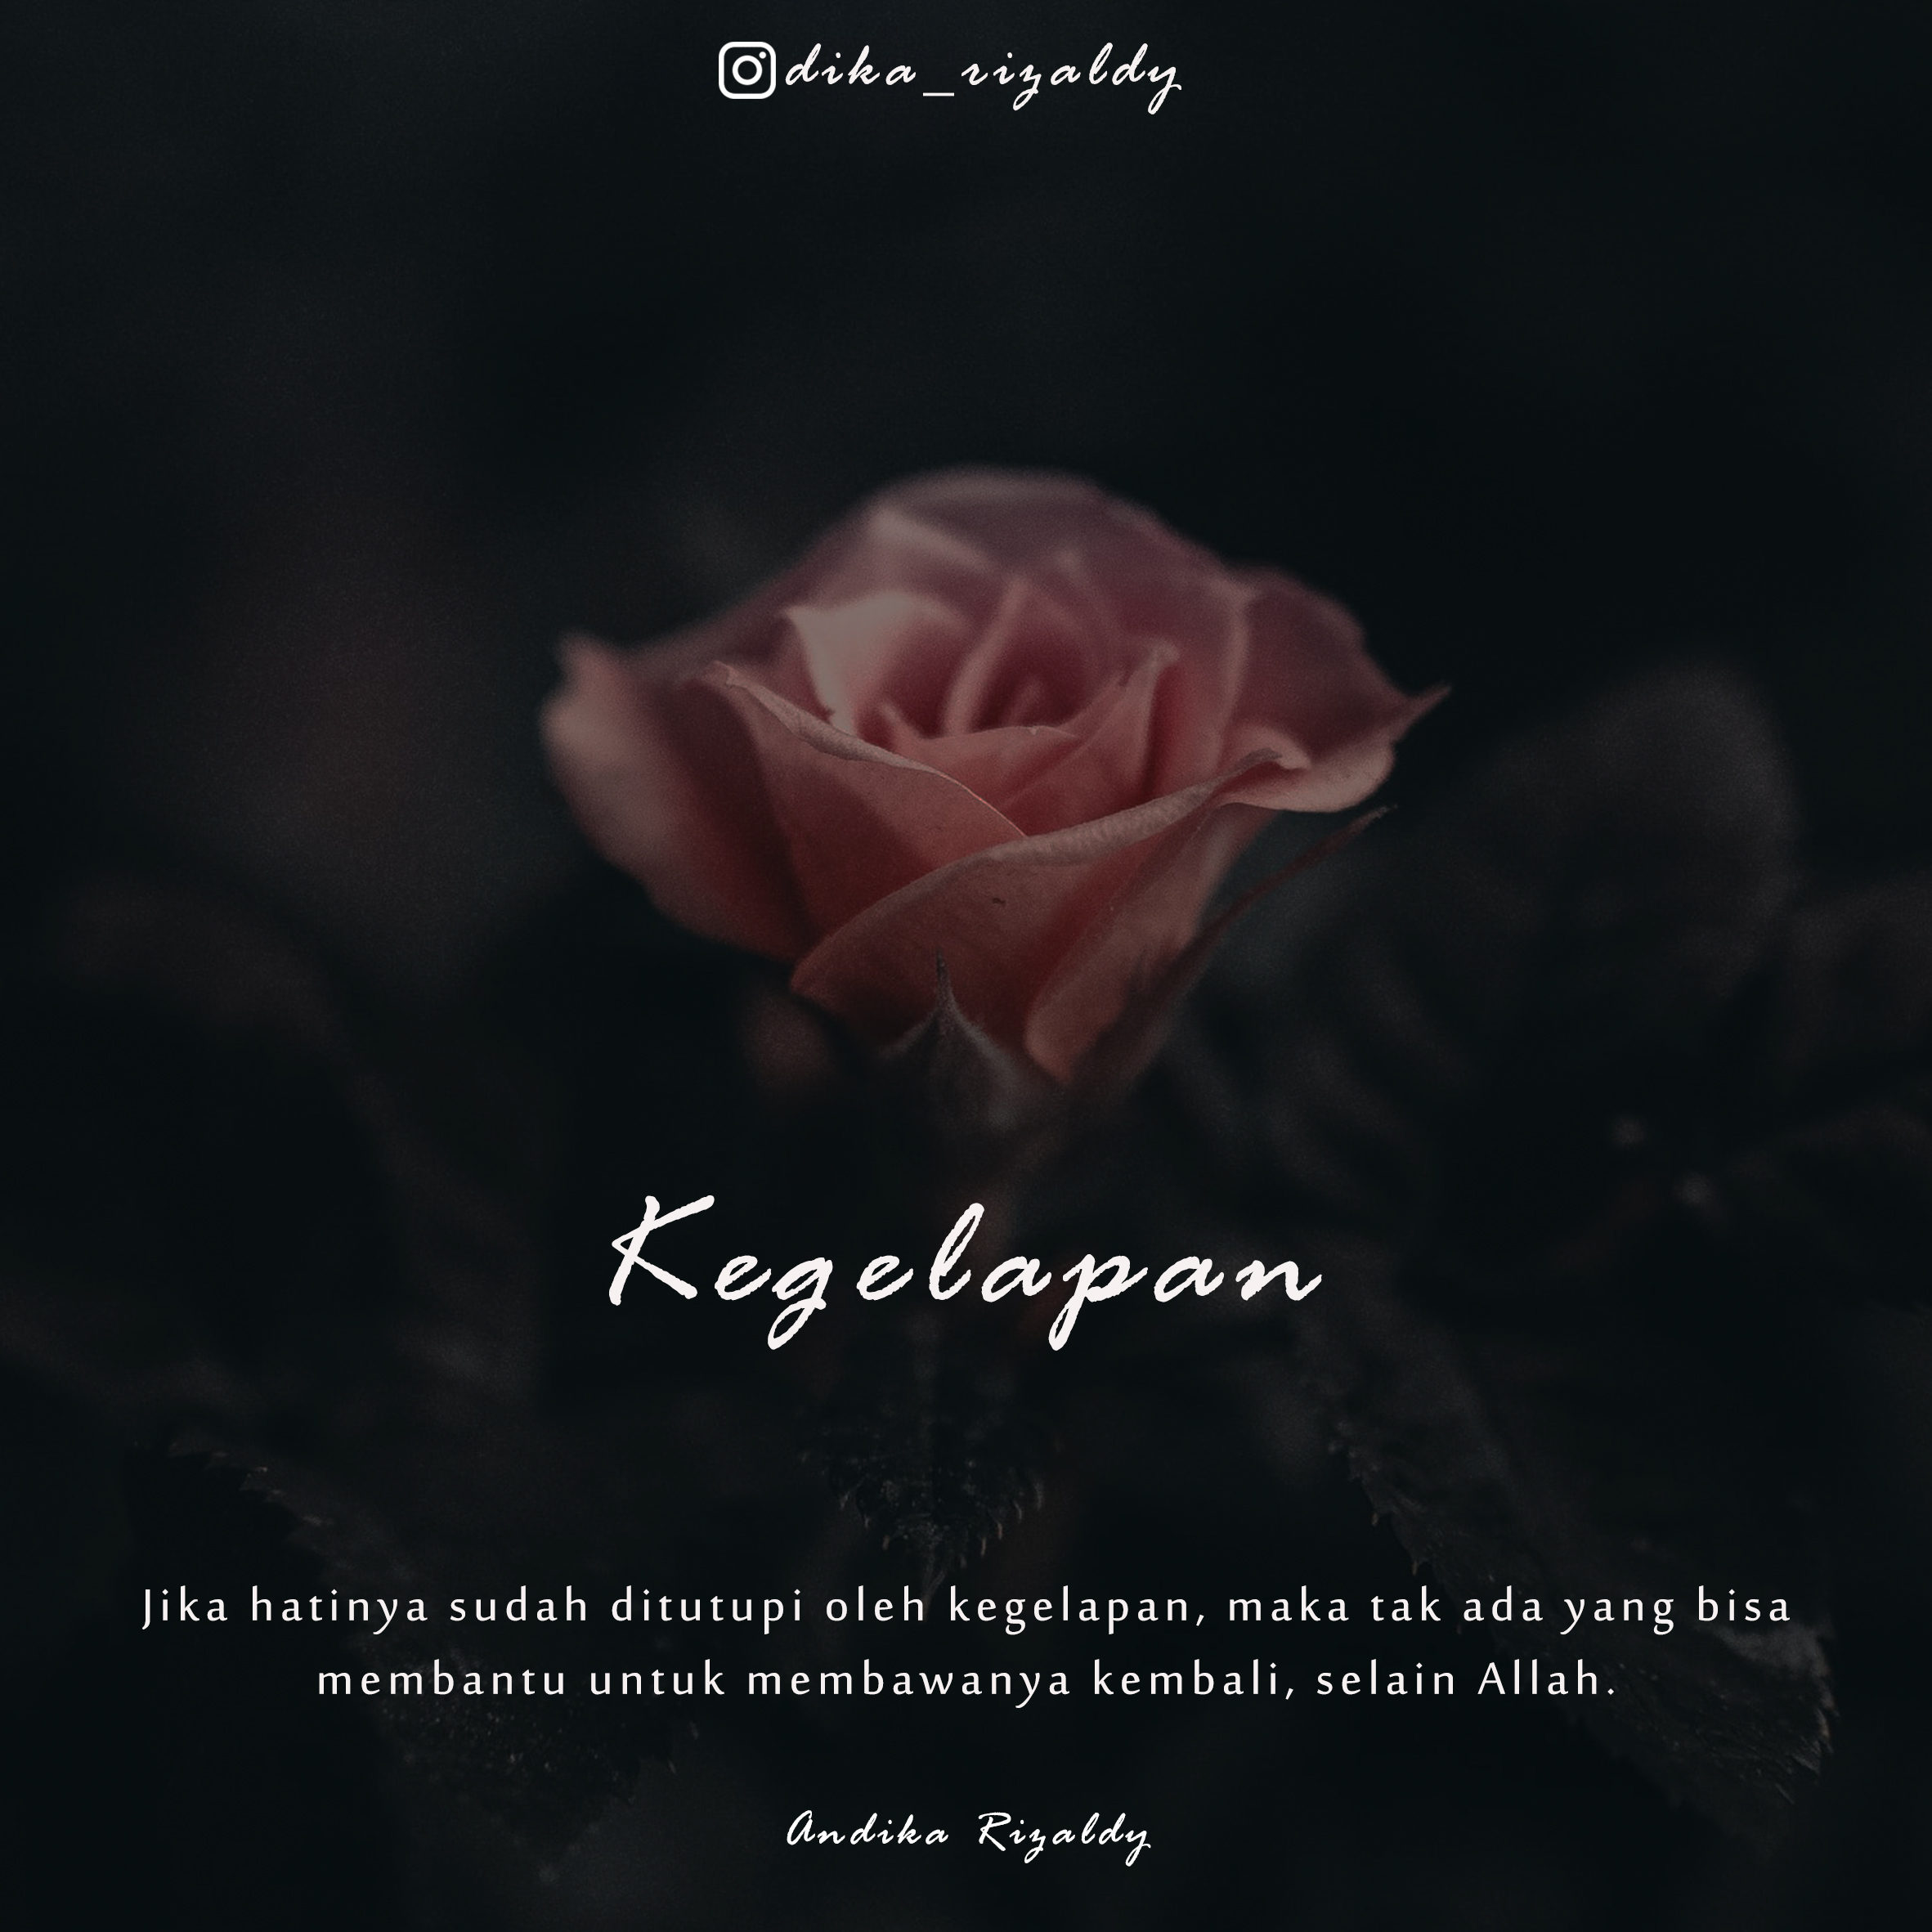 dika_rizaldy
Kegelapan
Jika hatinya sudah ditutupi oleh kegelapan, maka tak ada yang bisa
membantu untuk membawanya kembali, selain Allah.
Andika Rizaldy